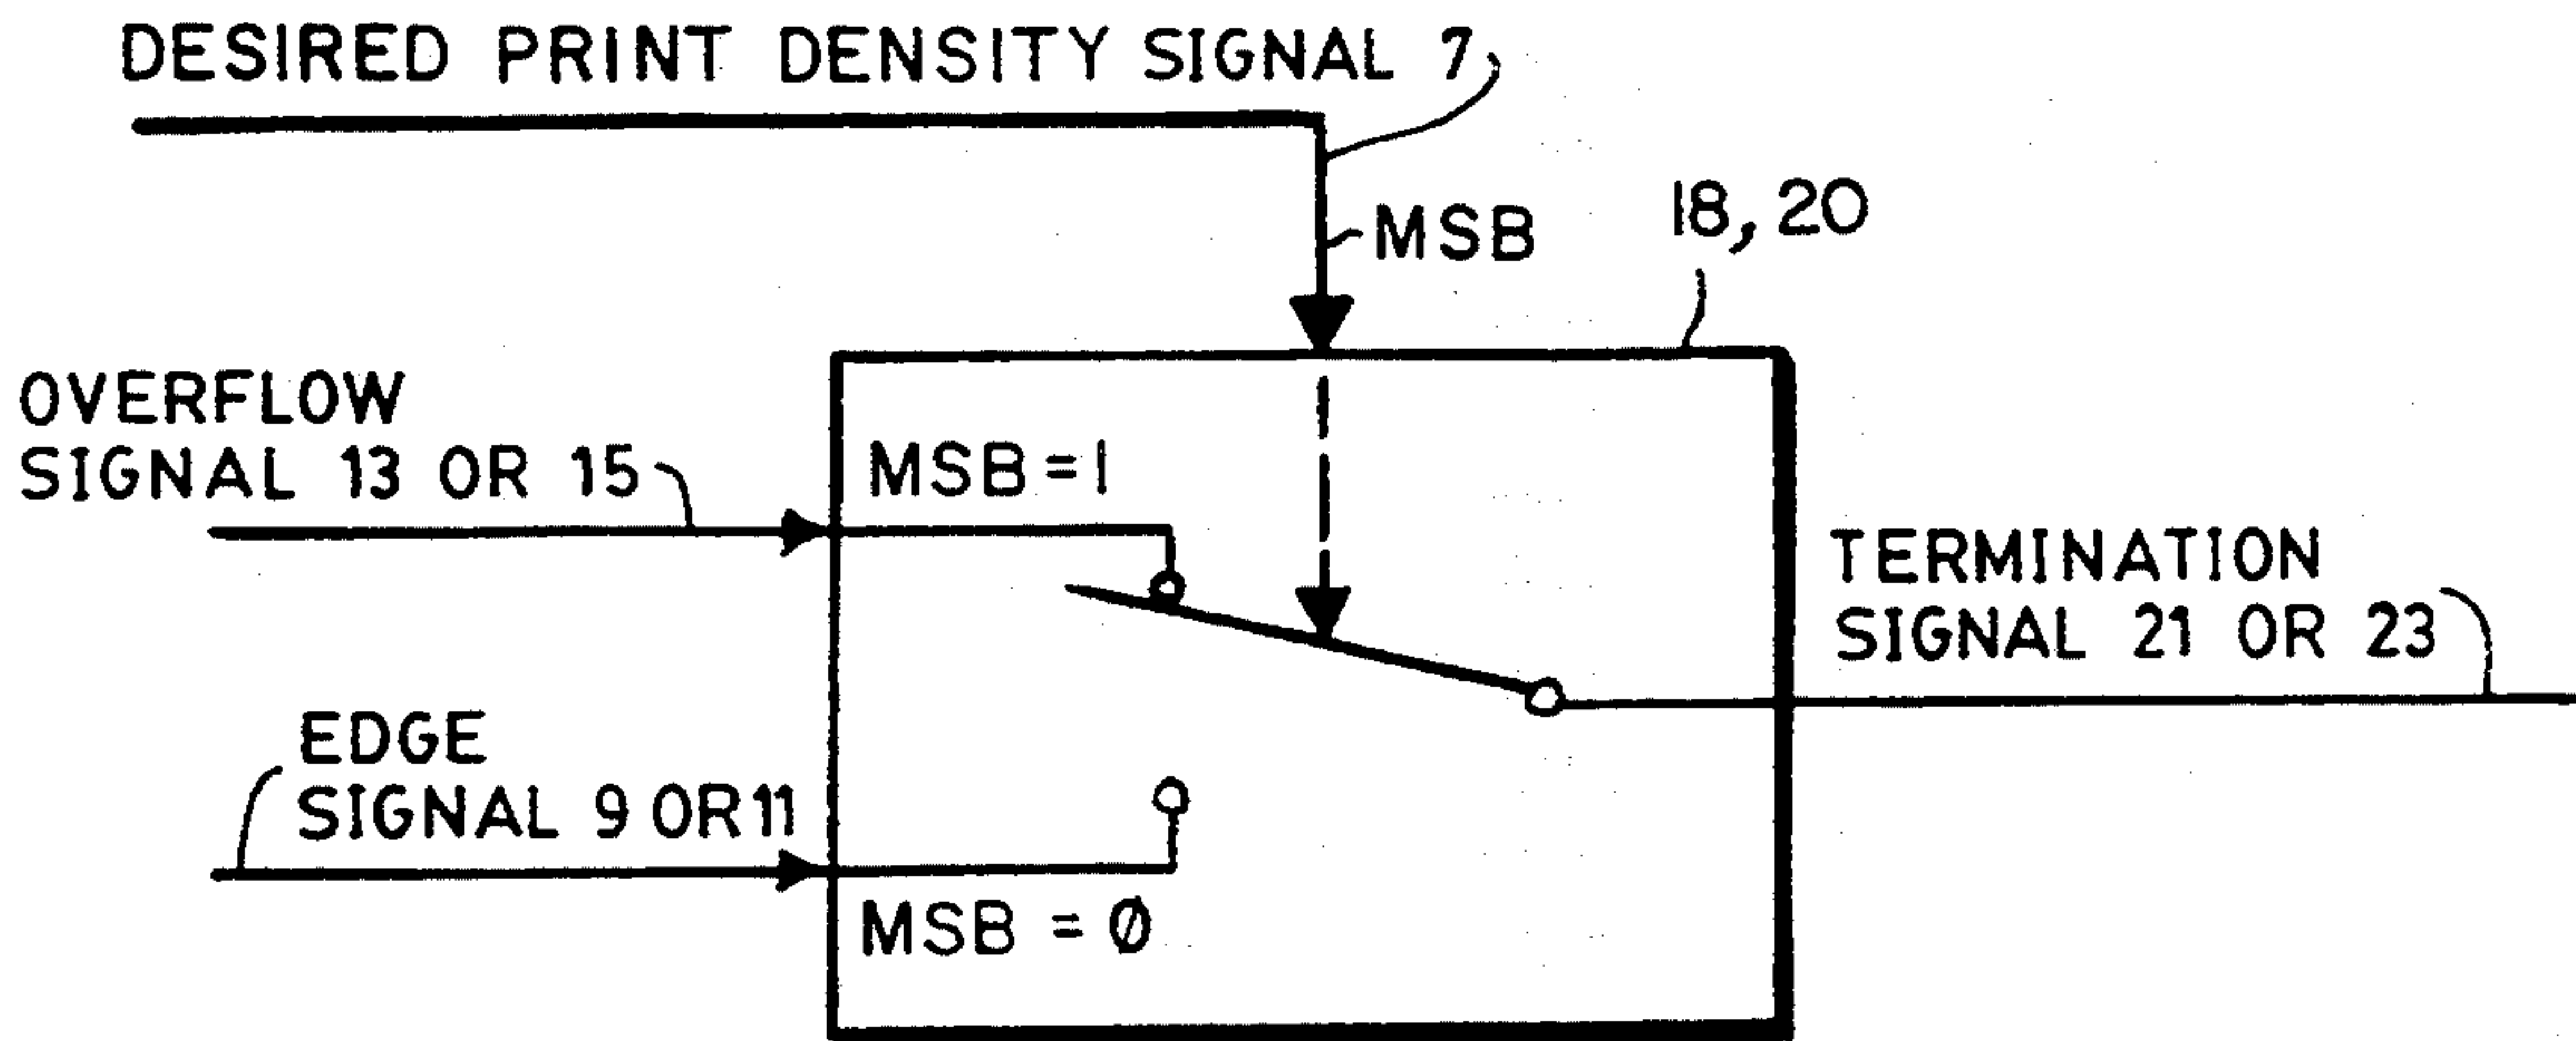 DESIRED PRINT DENSITY SIGNAL 7
MSB
18, 20
OVERFLOW
SIGNAL 13 OR 15
MSB = 1
TERMINATION
SIGNAL 21 OR 23
EDGE
SIGNAL 9 OR 11
MSB = Ø